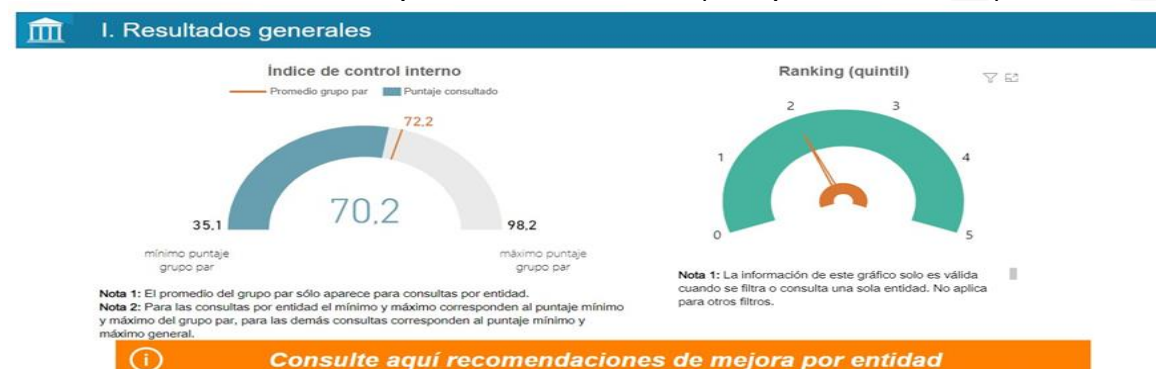 I. Resultados generales
Índice de control interno
Promedio grupo par
Puntaje consultado
72,2
70,2
35,1
98,2
mínimo puntaje
grupo par
máximo puntaje
grupo par
Nota 1: El promedio del grupo par sólo aparece para consultas por entidad.
Nota 2: Para las consultas por entidad el mínimo y máximo corresponden al puntaje mínimo
y máximo del grupo par, para las demás consultas corresponden al puntaje mínimo y
máximo general.
Ranking (quintil)
2
3
1
4
0
5
Nota 1: La información de este gráfico solo es válida
cuando se filtra o consulta una sola entidad. No aplica
para otros filtros.
Consulte aquí recomendaciones de mejora por entidad